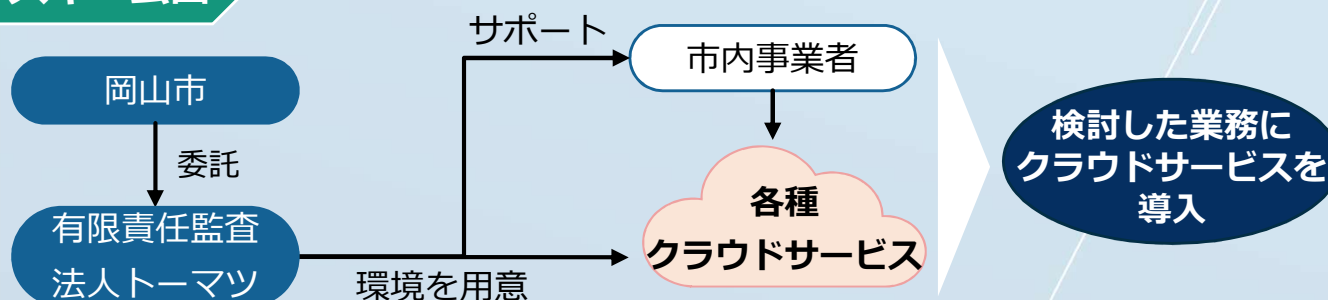 サポート
岡山市
市内事業者
委託
検討した業務に
クラウドサービスを
導入
有限責任監査
法人トーマツ
各種
クラウドサービス
環境を用意